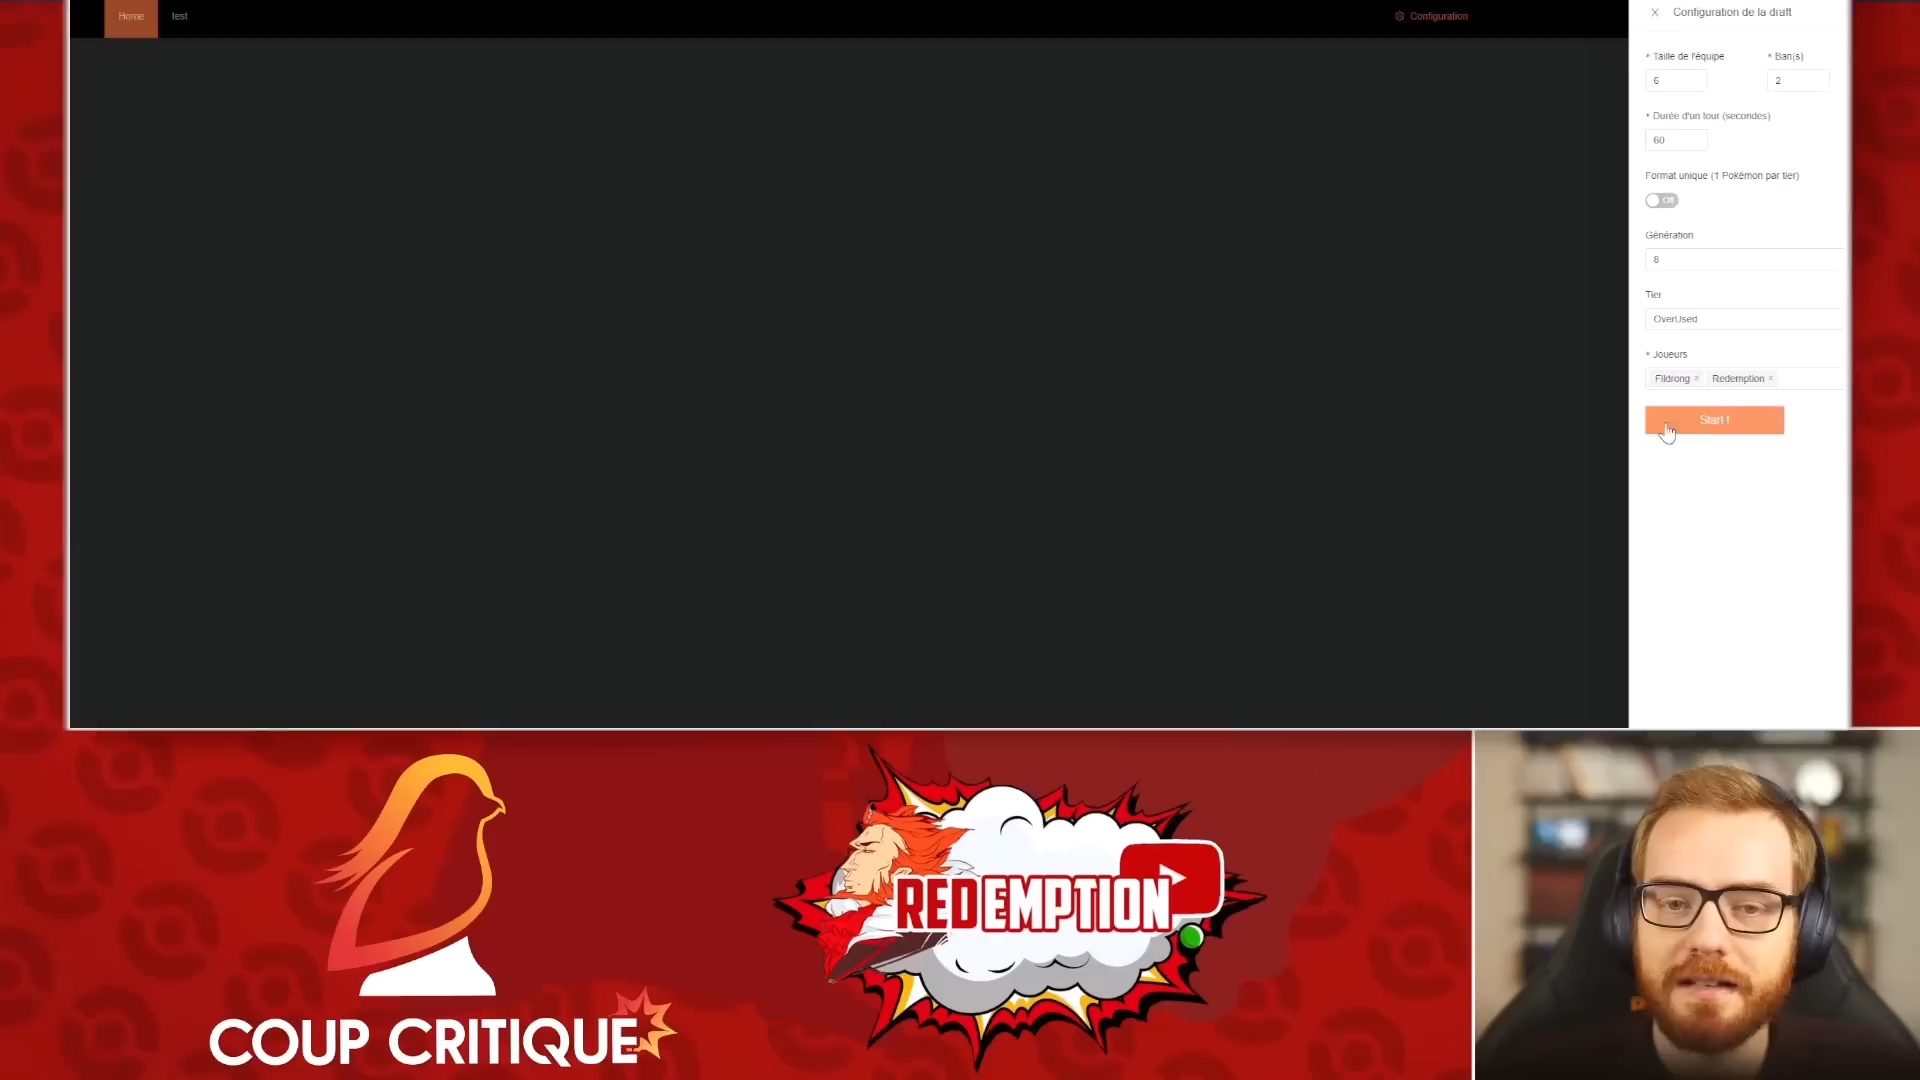 Home
test
Configuration
Configuration de la draft
* Taille de l'équipe
* Ban(s)
6
2
* Durée d'un tour (secondes)
60
Format unique (1 Pokémon par tier)
Off
Génération
8
Tier
OverUsed
* Joueurs
Fildrong ×
Redemption ×
Start !
COUP CRITIQUE
REDEMPTION